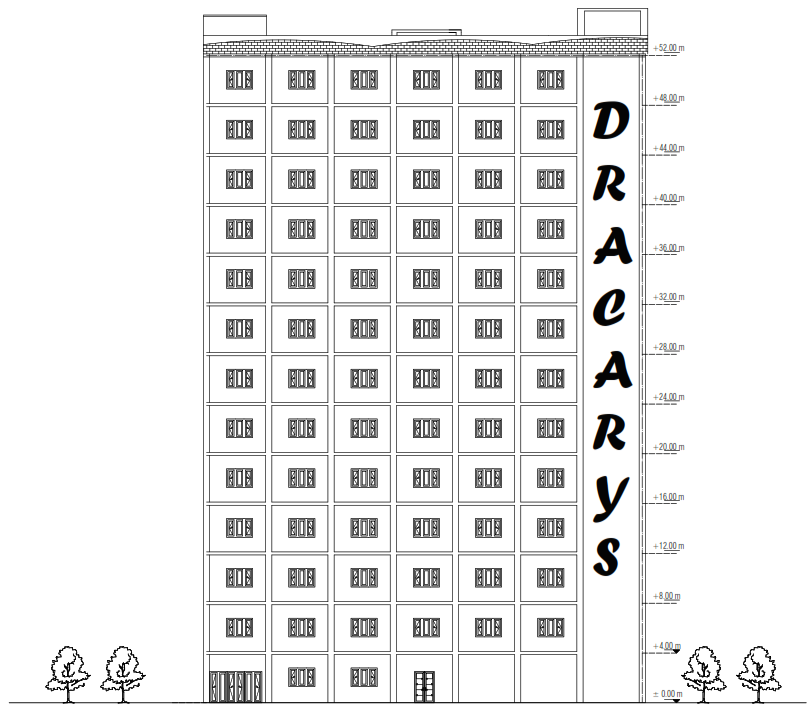 +52.00 m
+48.00 m
+44.00 m
+40.00 m
+36.00 m
+32.00 m
+28.00 m
+24.00 m
+20.00 m
+16.00 m
+12.00 m
+8.00 m
+4.00 m
± 0.00 m
D
R
A
C
A
R
Y
S